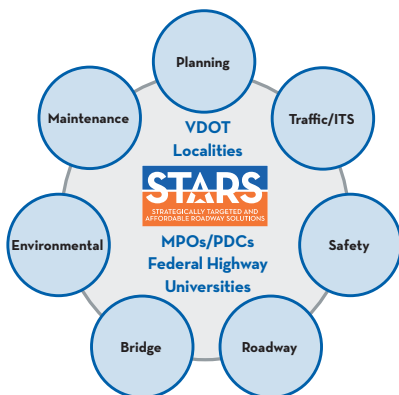 Planning
Maintenance
Traffic/ITS
VDOT
Localities
STARS
STRATEGICALLY TARGETED AND
AFFORDABLE ROADWAY SOLUTIONS
MPOs/PDCs
Federal Highway
Universities
Environmental
Safety
Bridge
Roadway